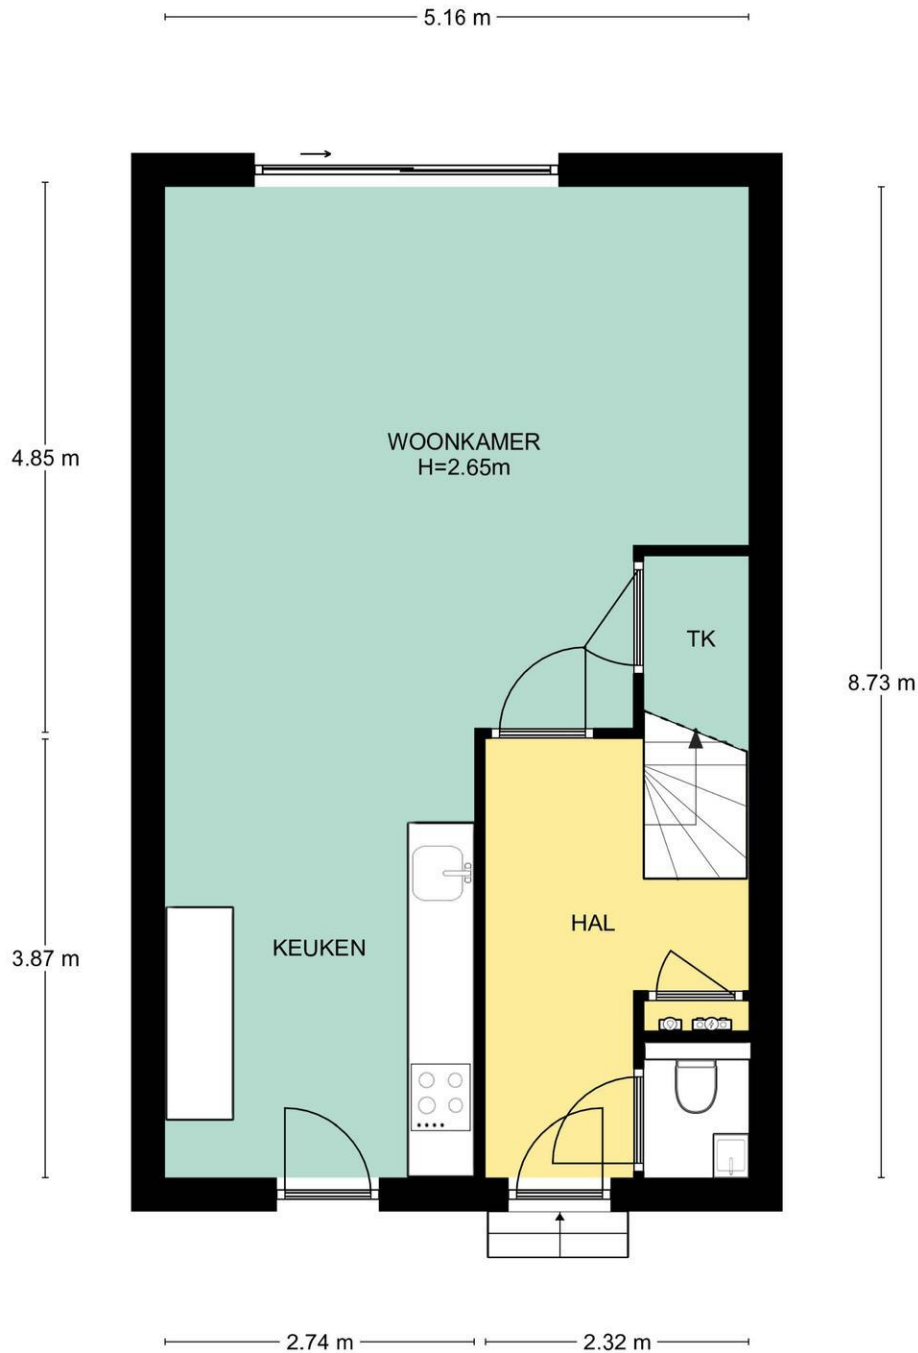 5.16 m
4.85 m
WOONKAMER
H=2.65m
TK
8.73 m
HAL
KEUKEN
3.87 m
2.74 m
2.32 m